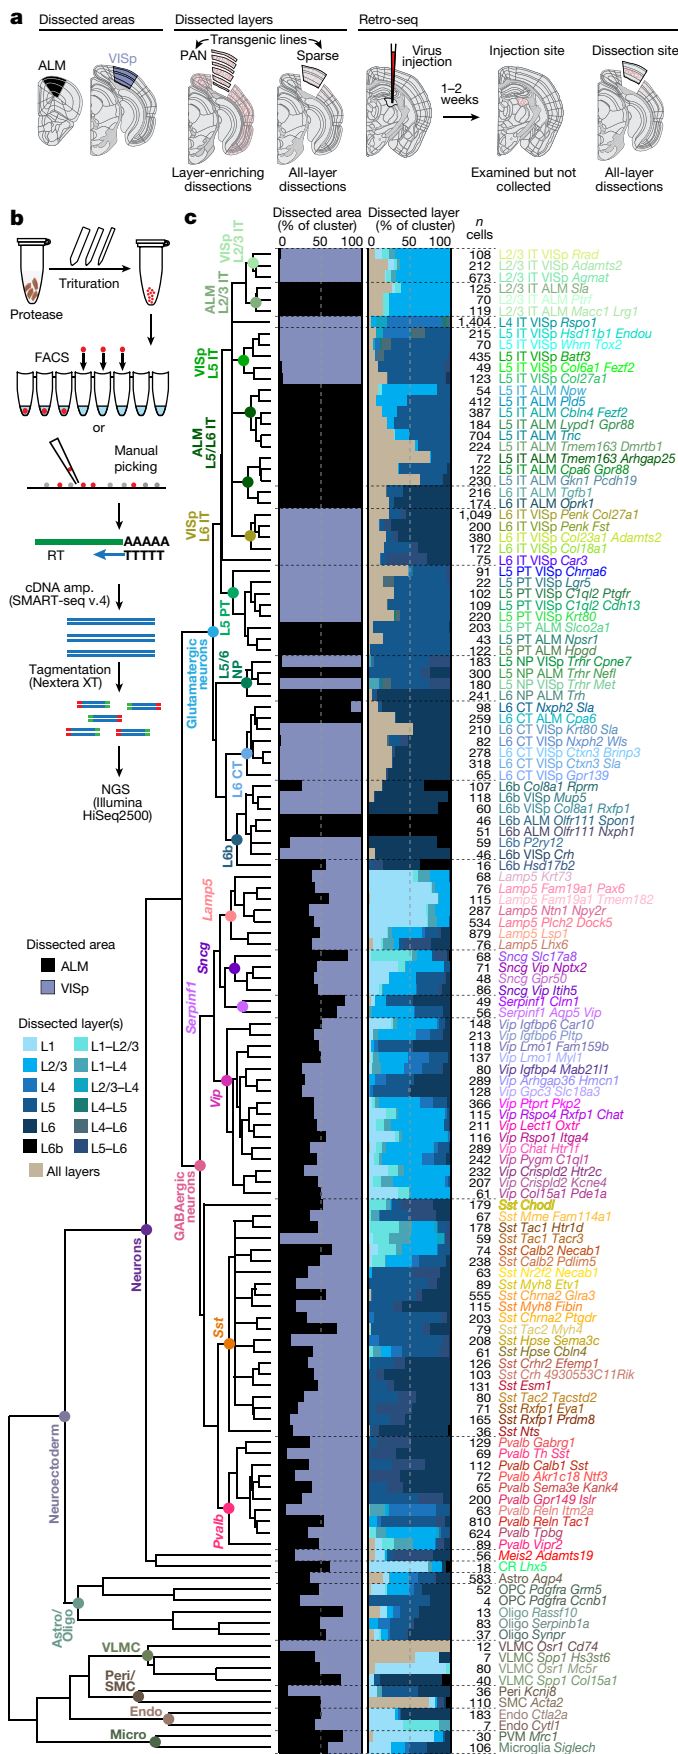 a
Dissected areas
Dissected layers
Retro-seq
Transgenic lines
PAN
Sparse
ALM
VISp
Virus
injection
Injection site
Dissection site
1–2
weeks
Layer-enriching
dissections
All-layer
dissections
Examined but not
collected
All-layer
dissections
b
Protease
Trituration
FACS
or
Manual
picking
RT
AAAAA
TTTTT
cDNA amp.
(SMART-seq v.4)
Tagmentation
(Nextera XT)
NGS
(Illumina
HiSeq2500)
Dissected area
ALM
VISp
Dissected layer(s)
L1
L1–L2/3
L2/3
L1–L4
L4
L2/3–L4
L5
L4–L5
L6
L4–L6
L6b
L5–L6
All layers
c
Dissected area
(% of cluster)
Dissected layer
(% of cluster)
n
cells
0 50 100
0 50 100
VISp
L2/3 IT
ALM
L2/3 IT
VISp
L5 IT
ALM
L5/L6 IT
VISp
L6 IT
L5 PT
L5/6
NP
Glutamatergic
neurons
L6 CT
L6b
Lamp5
Sncg
Serpinf1
Vip
GABAergic
neurons
Neurons
Sst
Pvalb
Neuroectoderm
Astro/
Oligo
VLMC
Peri/
SMC
Endo
Micro
108 L2/3 IT VISp Rrad
212 L2/3 IT VISp Adamts2
673 L2/3 IT VISp Agmat
125 L2/3 IT ALM Sla
70 L2/3 IT ALM Ptrf
119 L2/3 IT ALM Macc1 Lrg1
1,404 L4 IT VISp Rspo1
215 L5 IT VISp Hsd11b1 Endou
70 L5 IT VISp Whrn Tox2
435 L5 IT VISp Batf3
49 L5 IT VISp Col6a1 Fezf2
123 L5 IT VISp Col27a1
54 L5 IT ALM Npw
412 L5 IT ALM Pld5
387 L5 IT ALM Cbln4 Fezf2
184 L5 IT ALM Lypd1 Gpr88
704 L5 IT ALM Tnc
224 L5 IT ALM Tmem163 Dmrtb1
72 L5 IT ALM Tmem163 Arhgap25
122 L5 IT ALM Cpa6 Gpr88
230 L5 IT ALM Gkn1 Pcdh19
216 L6 IT ALM Tgfb1
174 L6 IT ALM Oprk1
1,049 L6 IT VISp Penk Col27a1
200 L6 IT VISp Penk Fst
380 L6 IT VISp Col23a1 Adamts2
172 L6 IT VISp Col18a1
75 L6 IT VISp Car3
91 L5 PT VISp Chrna6
22 L5 PT VISp Lgr5
102 L5 PT VISp C1ql2 Ptgfr
109 L5 PT VISp C1ql2 Cdh13
220 L5 PT VISp Krt80
203 L5 PT ALM Slco2a1
43 L5 PT ALM Npsr1
122 L5 PT ALM Hpgd
183 L5 NP VISp Trhr Cpne7
300 L5 NP ALM Trhr Nefl
180 L5 NP VISp Trhr Met
241 L6 NP ALM Trh
98 L6 CT Nxph2 Sla
259 L6 CT ALM Cpa6
210 L6 CT VISp Krt80 Sla
82 L6 CT VISp Nxph2 Wls
278 L6 CT VISp Ctxn3 Brinp3
318 L6 CT VISp Ctxn3 Sla
65 L6 CT VISp Gpr139
107 L6b Col8a1 Rprm
118 L6b VISp Mup5
60 L6b VISp Col8a1 Rxfp1
46 L6b ALM Olfr111 Spon1
51 L6b ALM Olfr111 Nxph1
59 L6b P2ry12
46 L6b VISp Crh
16 L6b Hsd17b2
68 Lamp5 Krt73
76 Lamp5 Fam19a1 Pax6
115 Lamp5 Fam19a1 Tmem182
287 Lamp5 Ntn1 Npy2r
534 Lamp5 Plch2 Dock5
879 Lamp5 Lsp1
76 Lamp5 Lhx6
68 Sncg Slc17a8
71 Sncg Vip Nptx2
48 Sncg Gpr50
86 Sncg Vip Itih5
49 Serpinf1 Clrn1
56 Serpinf1 Aqp5 Vip
148 Vip Igfbp6 Car10
213 Vip Igfbp6 Pltp
118 Vip Lmo1 Fam159b
137 Vip Lmo1 Myl1
80 Vip Igfbp4 Mab21l1
289 Vip Arhgap36 Hmcn1
128 Vip Gpc3 Slc18a3
366 Vip Ptprt Pkp2
115 Vip Rspo4 Rxfp1 Chat
211 Vip Lect1 Oxtr
116 Vip Rspo1 Itga4
289 Vip Chat Htr1f
242 Vip Pygm C1ql1
232 Vip Crispld2 Htr2c
207 Vip Crispld2 Kcne4
61 Vip Col15a1 Pde1a
179 Sst Chodl
67 Sst Mme Fam114a1
178 Sst Tac1 Htr1d
59 Sst Tac1 Tacr3
74 Sst Calb2 Necab1
238 Sst Calb2 Pdlim5
63 Sst Nr2f2 Necab1
89 Sst Myh8 Etv1
555 Sst Chrna2 Glra3
115 Sst Myh8 Fibin
203 Sst Chrna2 Ptgdr
79 Sst Tac2 Myh4
208 Sst Hpse Sema3c
61 Sst Hpse Cbln4
126 Sst Crhr2 Efemp1
103 Sst Crh 4930553C11Rik
131 Sst Esm1
80 Sst Tac2 Tacstd2
71 Sst Rxfp1 Eya1
165 Sst Rxfp1 Prdm8
36 Sst Nts
129 Pvalb Gabrg1
69 Pvalb Th Sst
112 Pvalb Calb1 Sst
72 Pvalb Akr1c18 Ntf3
65 Pvalb Sema3e Kank4
200 Pvalb Gpr149 Islr
63 Pvalb Reln Itm2a
810 Pvalb Reln Tac1
624 Pvalb Tpbg
89 Pvalb Vipr2
56 Meis2 Adamts19
18 CR Lhx5
583 Astro Aqp4
52 OPC Pdgfra Grm5
4 OPC Pdgfra Ccnb1
13 Oligo Rassf10
83 Oligo Serpinb1a
37 Oligo Synpr
12 VLMC Osr1 Cd74
7 VLMC Spp1 Hs3st6
80 VLMC Osr1 Mc5r
40 VLMC Spp1 Col15a1
36 Peri Kcnj8
110 SMC Acta2
183 Endo Ctla2a
7 Endo Cytl1
30 PVM Mrc1
106 Microglia Siglech